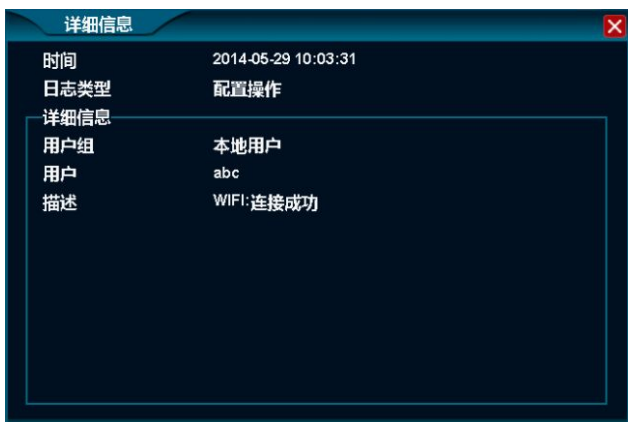 详细信息
时间 2014-05-29 10:03:31
日志类型 配置操作
详细信息
用户组 本地用户
用户 abc
描述 WIFI:连接成功